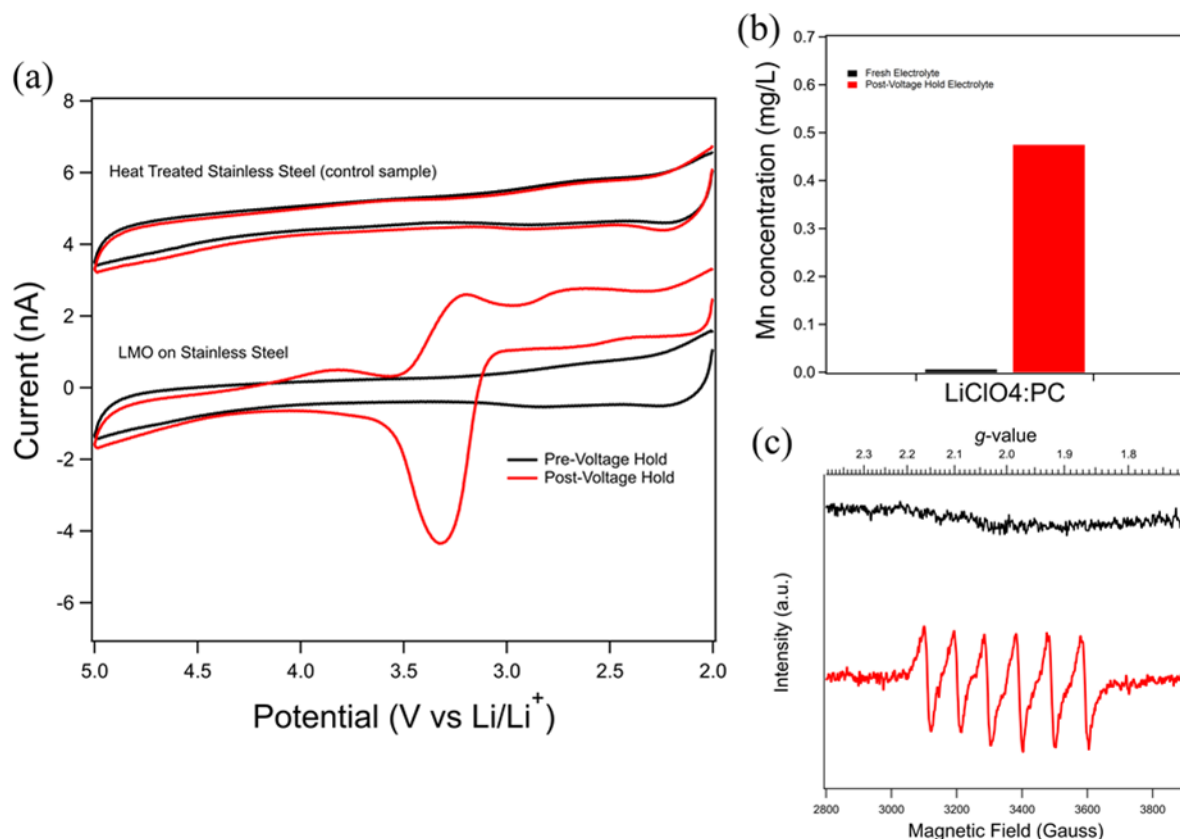 (a)
8
6
4
2
0
-2
-4
-6
Current (nA)
Heat Treated Stainless Steel (control sample)
LMO on Stainless Steel
Pre-Voltage Hold
Post-Voltage Hold
5.0 4.5 4.0 3.5 3.0 2.5 2.0
Potential (V vs Li/Li+)
(b)
0.7
0.6
0.5
0.4
0.3
0.2
0.1
0.0
Mn concentration (mg/L)
Fresh Electrolyte
Post-Voltage Hold Electrolyte
LiClO4:PC
(c)
g-value
2.3 2.2 2.1 2.0 1.9 1.8
Intensity (a.u.)
2800 3000 3200 3400 3600 3800
Magnetic Field (Gauss)